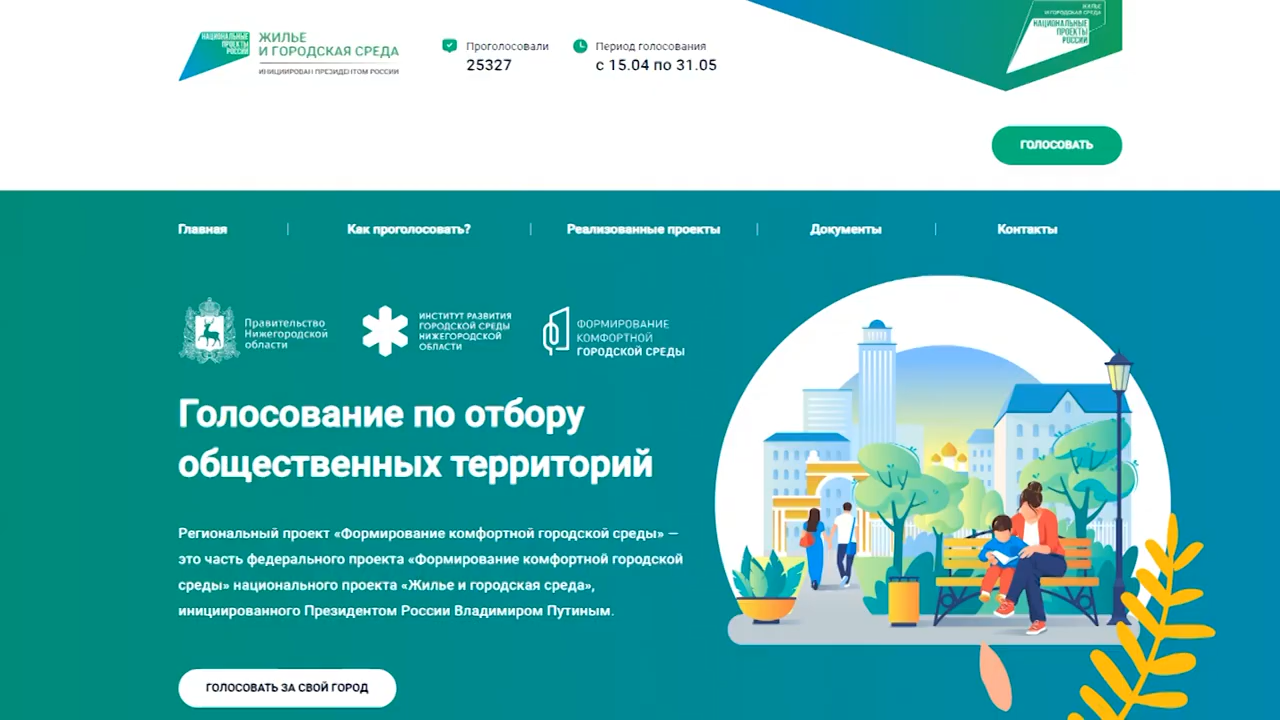 НАЦИОНАЛЬНЫЕ
ПРОЕКТЫ
РОССИИ
ЖИЛЬЕ
И ГОРОДСКАЯ СРЕДА
ИНИЦИИРОВАН ПРЕЗИДЕНТОМ РОССИИ
Проголосовали
25327
Период голосования
с 15.04 по 31.05
ЖИЛЬЕ
И ГОРОДСКАЯ СРЕДА
НАЦИОНАЛЬНЫЕ
ПРОЕКТЫ
РОССИИ
ГОЛОСОВАТЬ
Главная
Как проголосовать?
Реализованные проекты
Документы
Контакты
Правительство
Нижегородской
области
ИНСТИТУТ РАЗВИТИЯ
ГОРОДСКОЙ СРЕДЫ
НИЖЕГОРОДСКОЙ
ОБЛАСТИ
ФОРМИРОВАНИЕ
КОМФОРТНОЙ
ГОРОДСКОЙ СРЕДЫ
Голосование по отбору
общественных территорий
Региональный проект «Формирование комфортной городской среды» —
это часть федерального проекта «Формирование комфортной городской
среды» национального проекта «Жилье и городская среда»,
инициированного Президентом России Владимиром Путиным.
ГОЛОСОВАТЬ ЗА СВОЙ ГОРОД